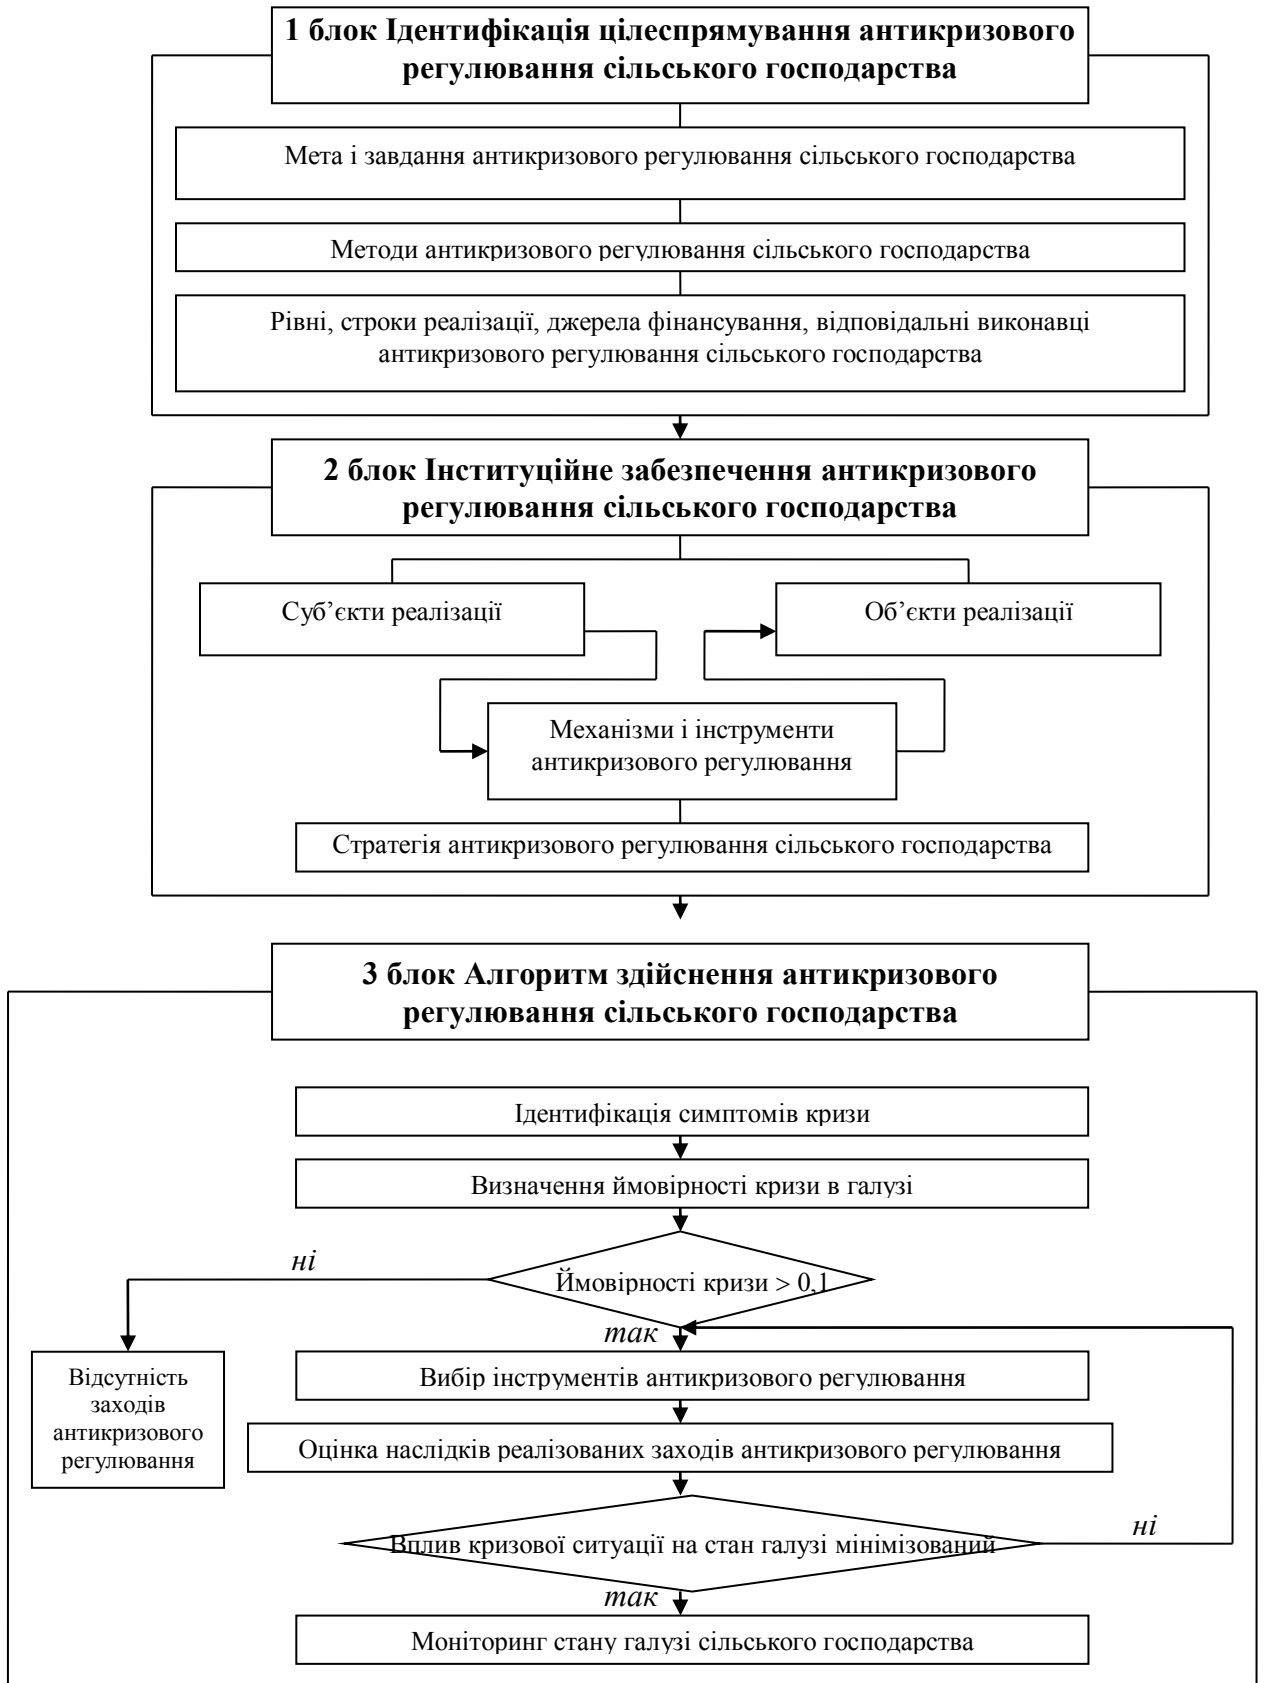 1 блок Ідентифікація цілеспрямування антикризового
регулювання сільського господарства
Мета і завдання антикризового регулювання сільського господарства
Методи антикризового регулювання сільського господарства
Рівні, строки реалізації, джерела фінансування, відповідальні виконавці
антикризового регулювання сільського господарства
2 блок Інституційне забезпечення антикризового
регулювання сільського господарства
Суб’єкти реалізації
Об’єкти реалізації
Механізми і інструменти
антикризового регулювання
Стратегія антикризового регулювання сільського господарства
3 блок Алгоритм здійснення антикризового
регулювання сільського господарства
Ідентифікація симптомів кризи
Визначення ймовірності кризи в галузі
ні
Ймовірності кризи > 0,1
так
Відсутність
заходів
антикризового
регулювання
Вибір інструментів антикризового регулювання
Оцінка наслідків реалізованих заходів антикризового регулювання
ні
Вплив кризової ситуації на стан галузі мінімізований
так
Моніторинг стану галузі сільського господарства